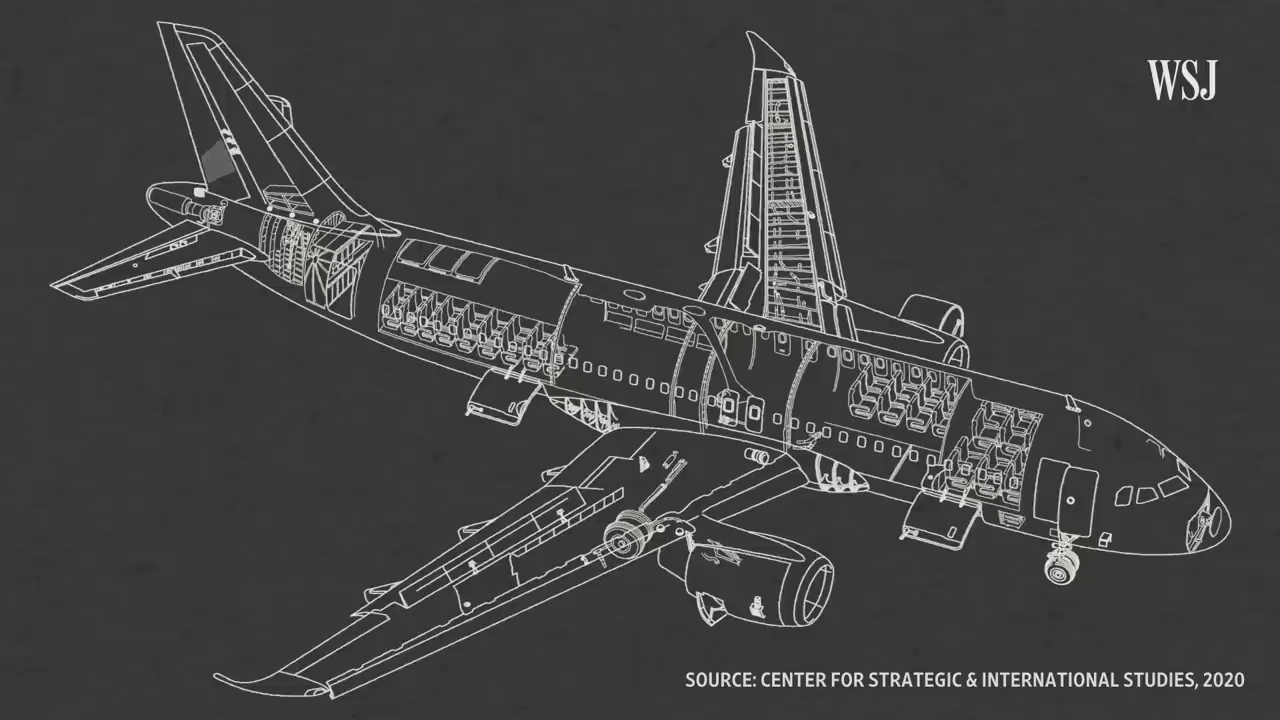 WSJ
SOURCE: CENTER FOR STRATEGIC & INTERNATIONAL STUDIES, 2020